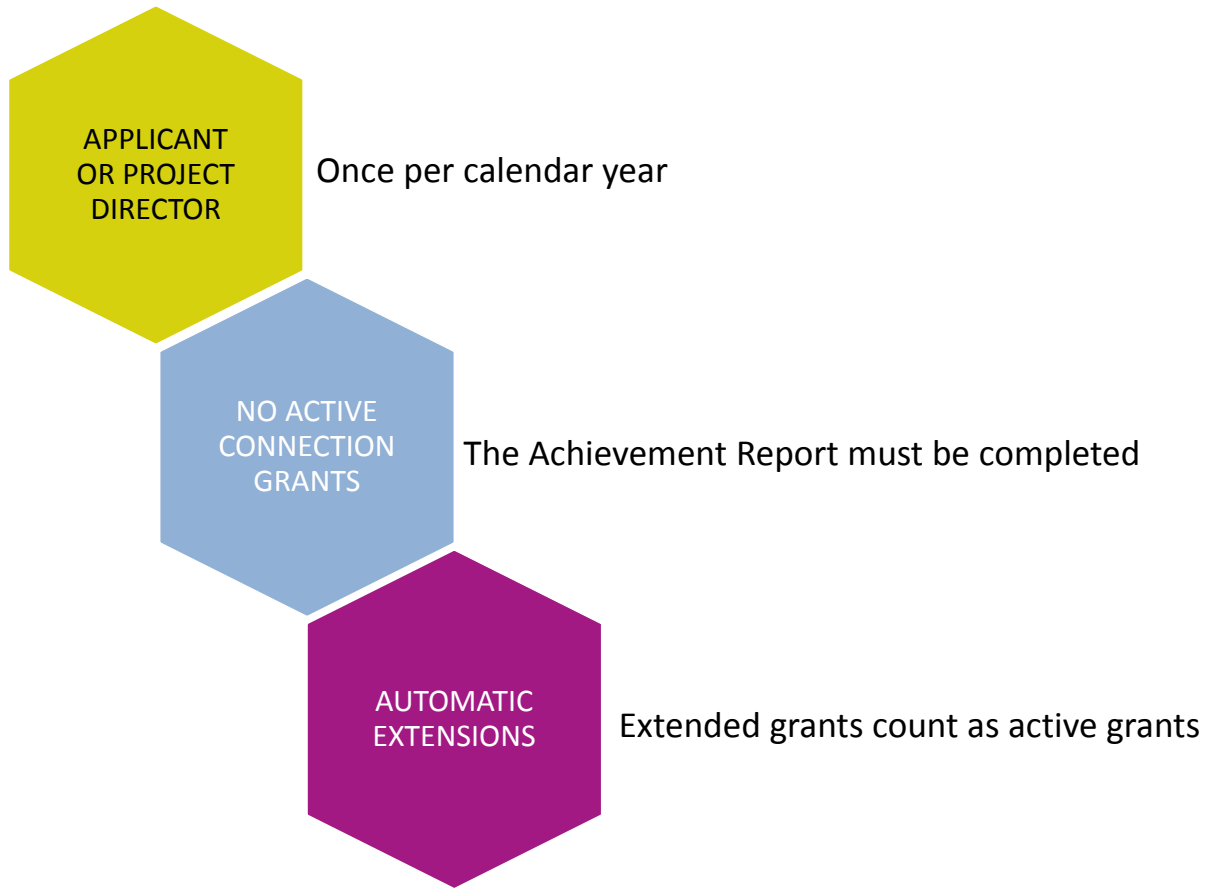 APPLICANT
OR PROJECT
DIRECTOR
Once per calendar year
NO ACTIVE
CONNECTION
GRANTS
The Achievement Report must be completed
AUTOMATIC
EXTENSIONS
Extended grants count as active grants